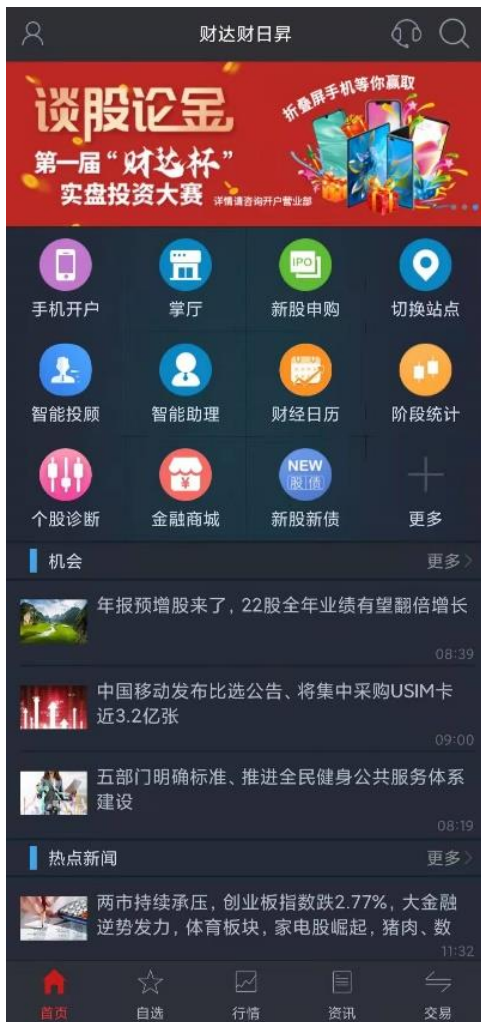 财达财日昇
谈股论金
折叠屏手机等你赢取
第一届“财达杯”
实盘投资大赛 详情请咨询开户营业部
手机开户 掌厅 新股申购 切换站点
IPO
智能投顾 智能助理 财经日历 阶段统计
NEW
股 债
个股诊断 金融商城 新股新债 更多
机会 更多
年报预增股来了，22股全年业绩有望翻倍增长
08:39
中国移动发布比选公告、将集中采购USIM卡
近3.2亿张
09:00
五部门明确标准、推进全民健身公共服务体系
建设
08:19
热点新闻 更多
两市持续承压，创业板指数跌2.77%，大金融
逆势发力，体育板块，家电股崛起，猪肉、数
11:32
首页 自选 行情 资讯 交易